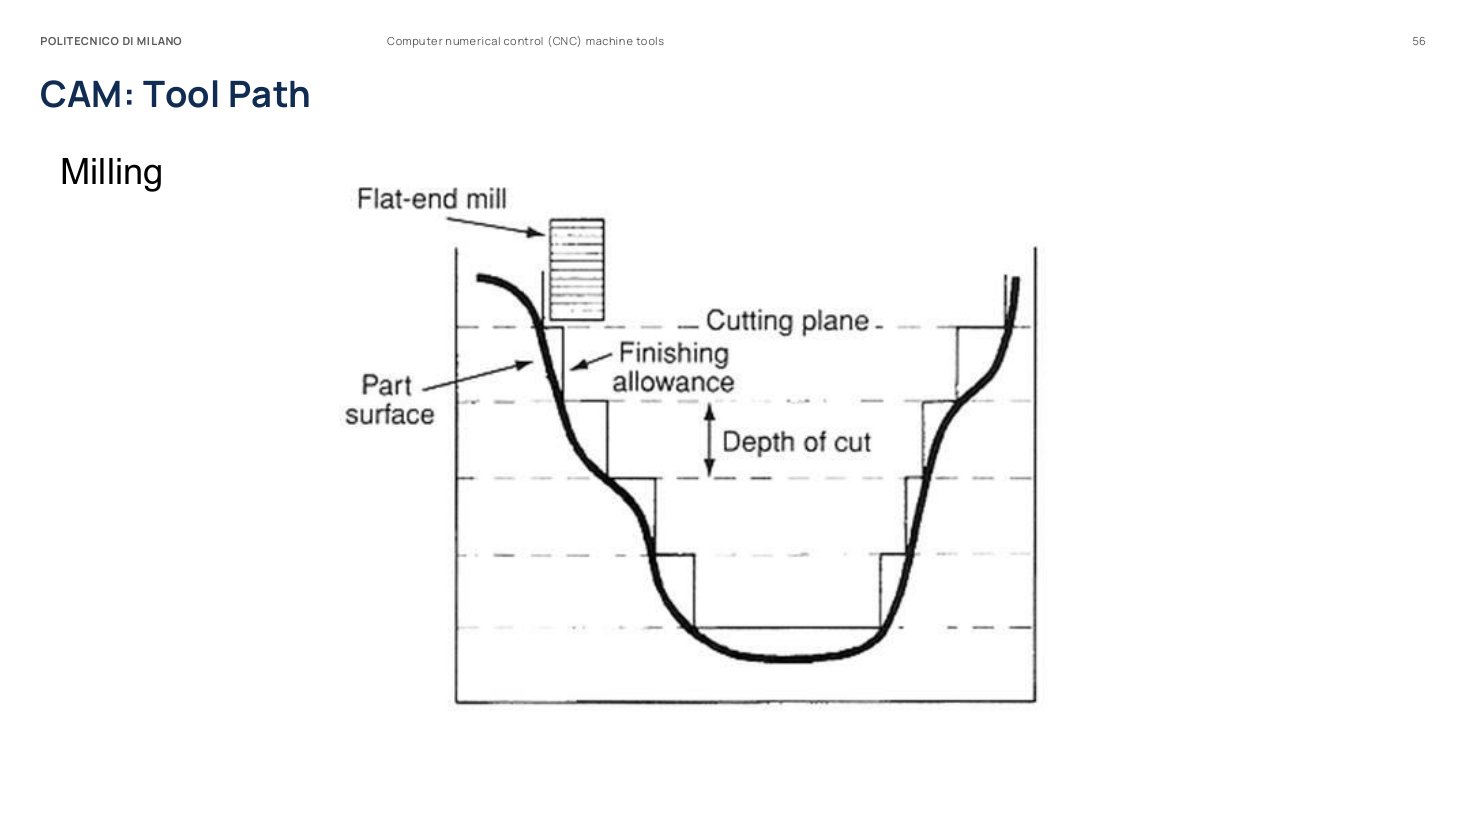 POLITECNICO DI MILANO
Computer numerical control (CNC) machine tools
56
CAM: Tool Path
Milling
Flat-end mill
Cutting plane
Finishing
allowance
Part
surface
Depth of cut